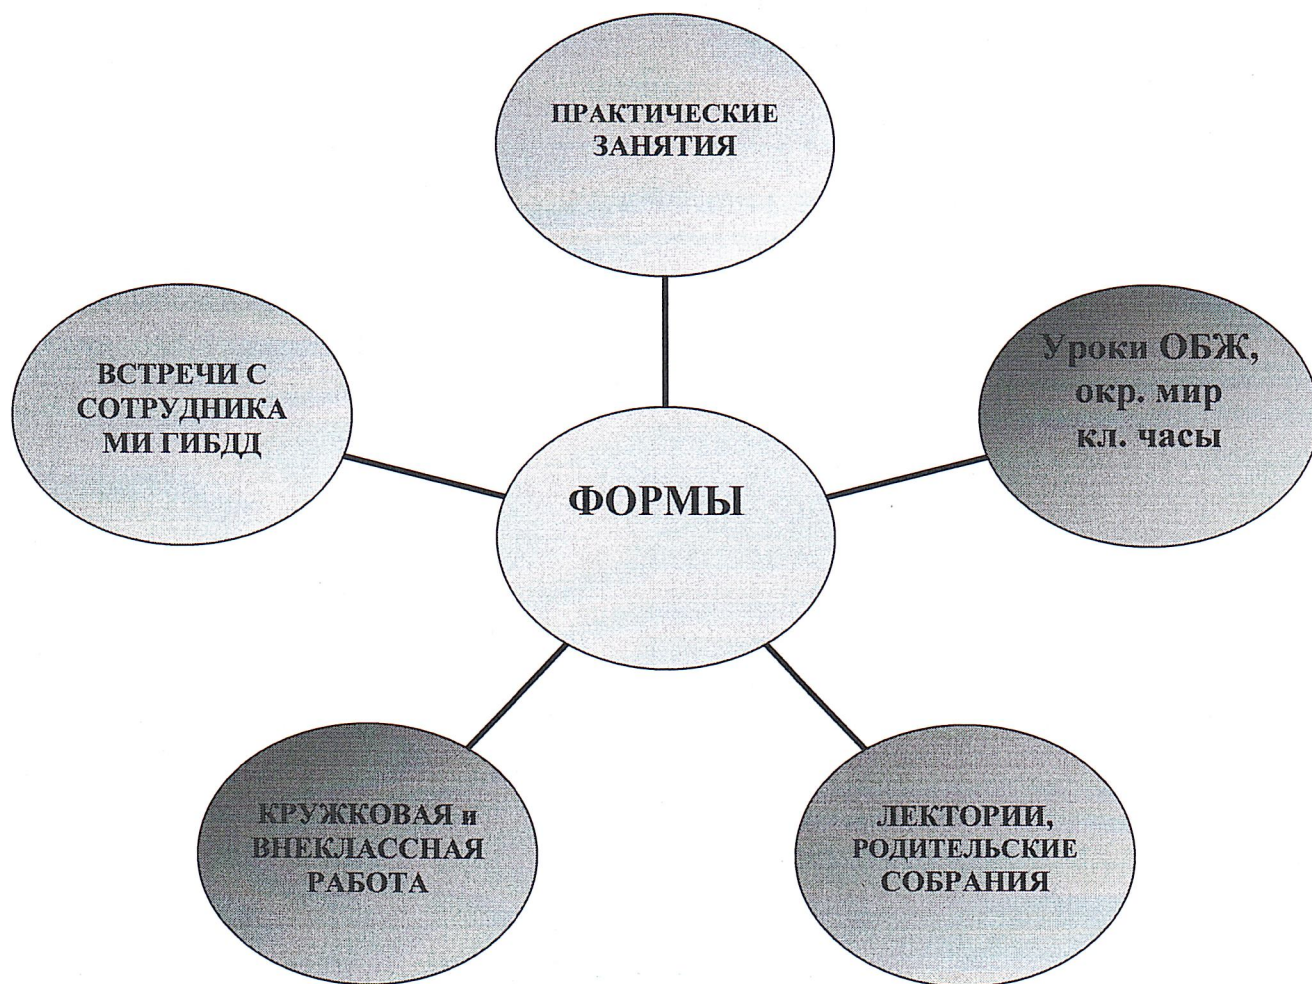 ПРАКТИЧЕСКИЕ
ЗАНЯТИЯ
ВСТРЕЧИ С
СОТРУДНИКА
МИ ГИБДД
Уроки ОБЖ,
окр. мир
кл. часы
ФОРМЫ
КРУЖКОВАЯ и
ВНЕКЛАССНАЯ
РАБОТА
ЛЕКТОРИИ,
РОДИТЕЛЬСКИЕ
СОБРАНИЯ